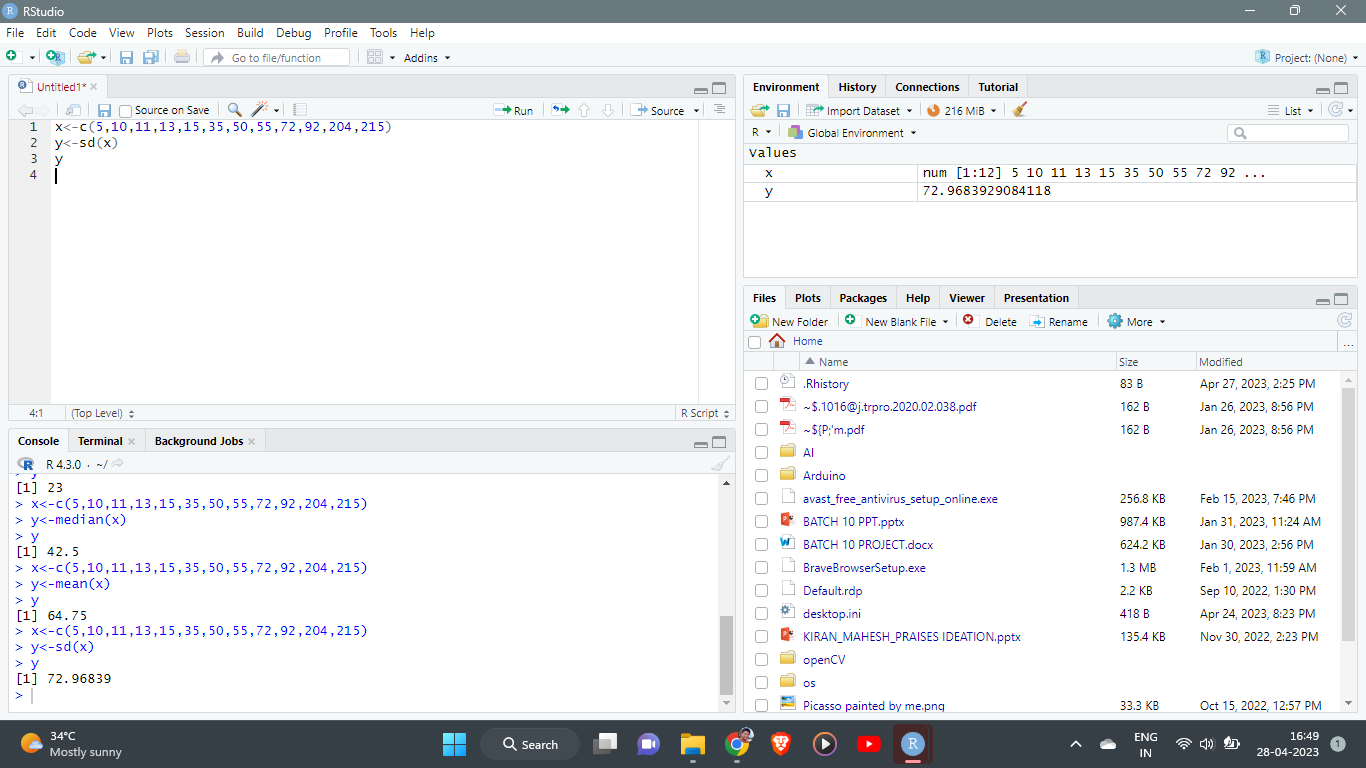 RStudio
File Edit Code View Plots Session Build Debug Profile Tools Help
Go to file/function Addins Project: (None)
Untitled1*
Source on Save Run Source
1 x<-c(5,10,11,13,15,35,50,55,72,92,204,215)
2 y<-sd(x)
3 y
4
4:1 (Top Level) R Script
Console Terminal Background Jobs
R 4.3.0 · ~/
> y
[1] 23
> x<-c(5,10,11,13,15,35,50,55,72,92,204,215)
> y<-median(x)
> y
[1] 42.5
> x<-c(5,10,11,13,15,35,50,55,72,92,204,215)
> y<-mean(x)
> y
[1] 64.75
> x<-c(5,10,11,13,15,35,50,55,72,92,204,215)
> y<-sd(x)
> y
[1] 72.96839
>
Environment History Connections Tutorial
Import Dataset 216 MiB List
R Global Environment
Values
x num [1:12] 5 10 11 13 15 35 50 55 72 92 ...
y 72.9683929084118
Files Plots Packages Help Viewer Presentation
New Folder New Blank File Delete Rename More
Home ...
Name Size Modified
.Rhistory 83 B Apr 27, 2023, 2:25 PM
~$.1016@j.trpro.2020.02.038.pdf 162 B Jan 26, 2023, 8:56 PM
~${P;'m.pdf 162 B Jan 26, 2023, 8:56 PM
AI
Arduino
avast_free_antivirus_setup_online.exe 256.8 KB Feb 15, 2023, 7:46 PM
BATCH 10 PPT.pptx 987.4 KB Jan 31, 2023, 11:24 AM
BATCH 10 PROJECT.docx 624.2 KB Jan 30, 2023, 2:56 PM
BraveBrowserSetup.exe 1.3 MB Feb 1, 2023, 11:59 AM
Default.rdp 2.2 KB Sep 10, 2022, 1:30 PM
desktop.ini 418 B Apr 24, 2023, 8:23 PM
KIRAN_MAHESH_PRAISES IDEATION.pptx 135.4 KB Nov 30, 2022, 2:23 PM
openCV
os
Picasso painted by me.png 33.3 KB Oct 15, 2022, 12:57 PM
34°C
Mostly sunny
Search
ENG
IN
16:49
28-04-2023
1